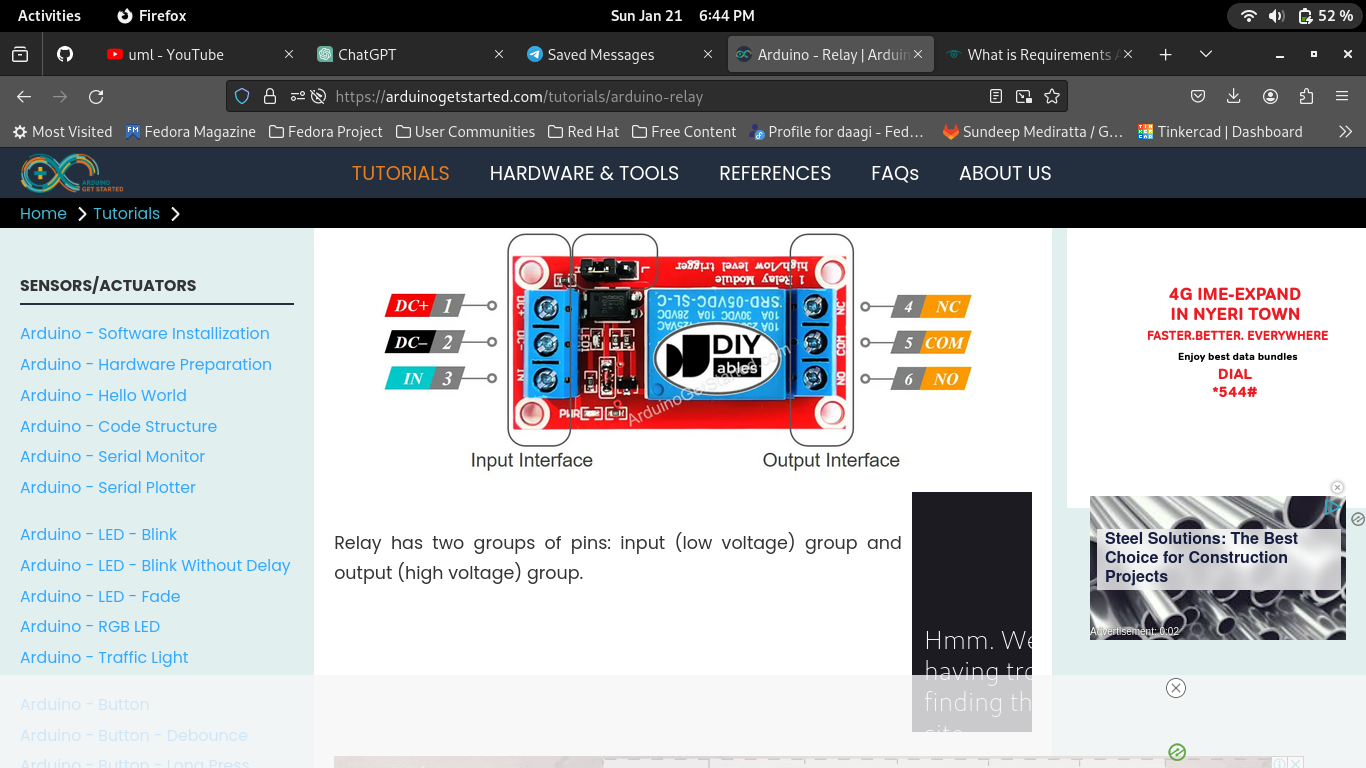 Activities
Firefox
Sun Jan 21 6:44 PM
52 %
uml - YouTube
ChatGPT
Saved Messages
Arduino - Relay | Arduin
What is Requirements A
https://arduinogetstarted.com/tutorials/arduino-relay
Most Visited
Fedora Magazine
Fedora Project
User Communities
Red Hat
Free Content
Profile for daagi - Fed…
Sundeep Mediratta / G…
Tinkercad | Dashboard
ARDUINO
GET STARTED
TUTORIALS
HARDWARE & TOOLS
REFERENCES
FAQs
ABOUT US
Home
Tutorials
SENSORS/ACTUATORS
Arduino - Software Installization
Arduino - Hardware Preparation
Arduino - Hello World
Arduino - Code Structure
Arduino - Serial Monitor
Arduino - Serial Plotter
Arduino - LED - Blink
Arduino - LED - Blink Without Delay
Arduino - LED - Fade
Arduino - RGB LED
Arduino - Traffic Light
Arduino - Button
Arduino - Button - Debounce
Arduino - Button - Long Press
1 Relay Module
high/low level trigger
DC+ 1
DC– 2
IN 3
4 NC
5 COM
6 NO
DC+
DC-
IN
NC
COM
NO
SRD-05VDC-SL-C
10A 30VDC 10A 28VDC
DIY
ables
PWR
ArduinoGetStarted.com
Input Interface
Output Interface
Relay has two groups of pins: input (low voltage) group and
output (high voltage) group.
Hmm. We
having tro
finding th
site.
4G IME-EXPAND
IN NYERI TOWN
FASTER.BETTER. EVERYWHERE
Enjoy best data bundles
DIAL
*544#
Steel Solutions: The Best
Choice for Construction
Projects
Advertisement: 0:02